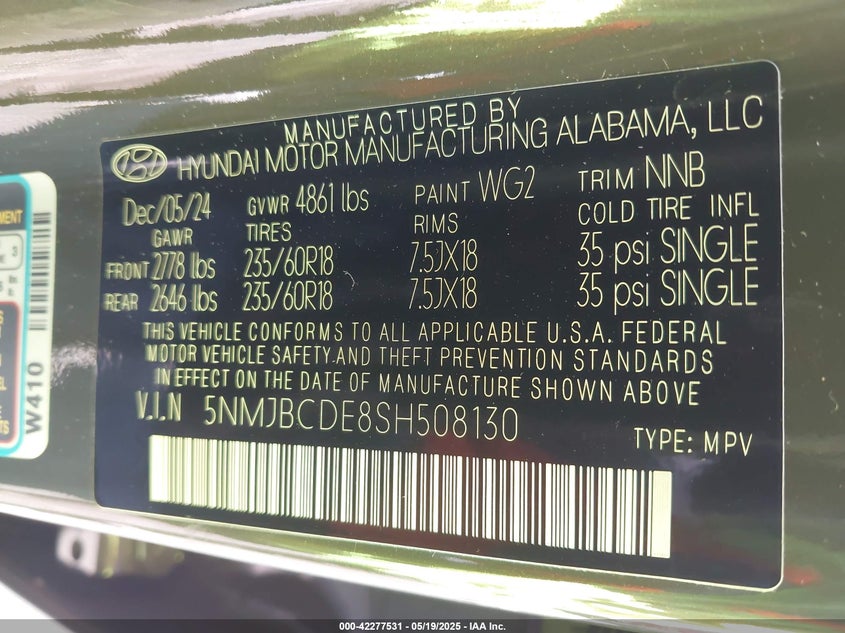 MANUFACTURED BY
HYUNDAI MOTOR MANUFACTURING ALABAMA, LLC
Dec/05/24 GVWR 4861 lbs PAINT WG2 TRIM NNB
GAWR TIRES RIMS COLD TIRE INFL
FRONT 2778 lbs 235/60R18 7.5JX18 35 psi SINGLE
REAR 2646 lbs 235/60R18 7.5JX18 35 psi SINGLE
THIS VEHICLE CONFORMS TO ALL APPLICABLE U.S.A. FEDERAL
MOTOR VEHICLE SAFETY AND THEFT PREVENTION STANDARDS
IN EFFECT ON THE DATE OF MANUFACTURE SHOWN ABOVE
V.I.N 5NMJBCDE8SH508130
TYPE: MPV
W410
000-42277531 - 05/19/2025 - IAA Inc.